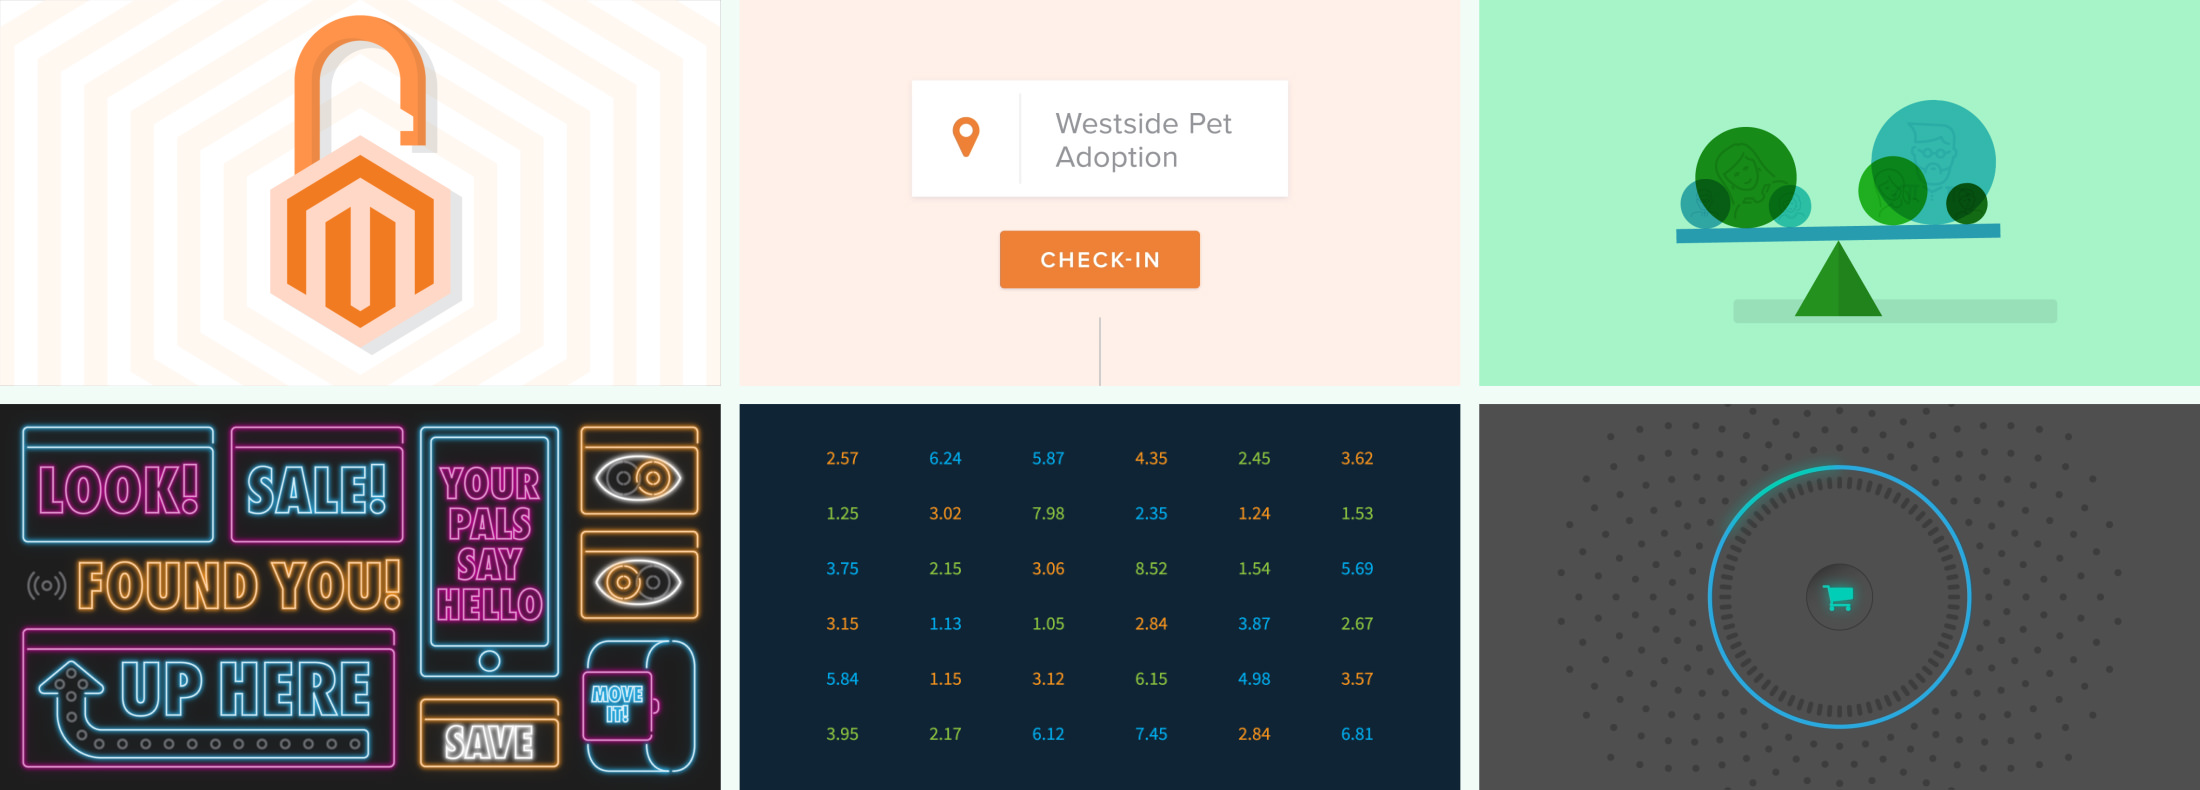 Westside Pet
Adoption
CHECK-IN
LOOK!
SALE!
YOUR
PALS
SAY
HELLO
FOUND YOU!
UP HERE
SAVE
MOVE
IT!
2.57 6.24 5.87 4.35 2.45 3.62
1.25 3.02 7.98 2.35 1.24 1.53
3.75 2.15 3.06 8.52 1.54 5.69
3.15 1.13 1.05 2.84 3.87 2.67
5.84 1.15 3.12 6.15 4.98 3.57
3.95 2.17 6.12 7.45 2.84 6.81